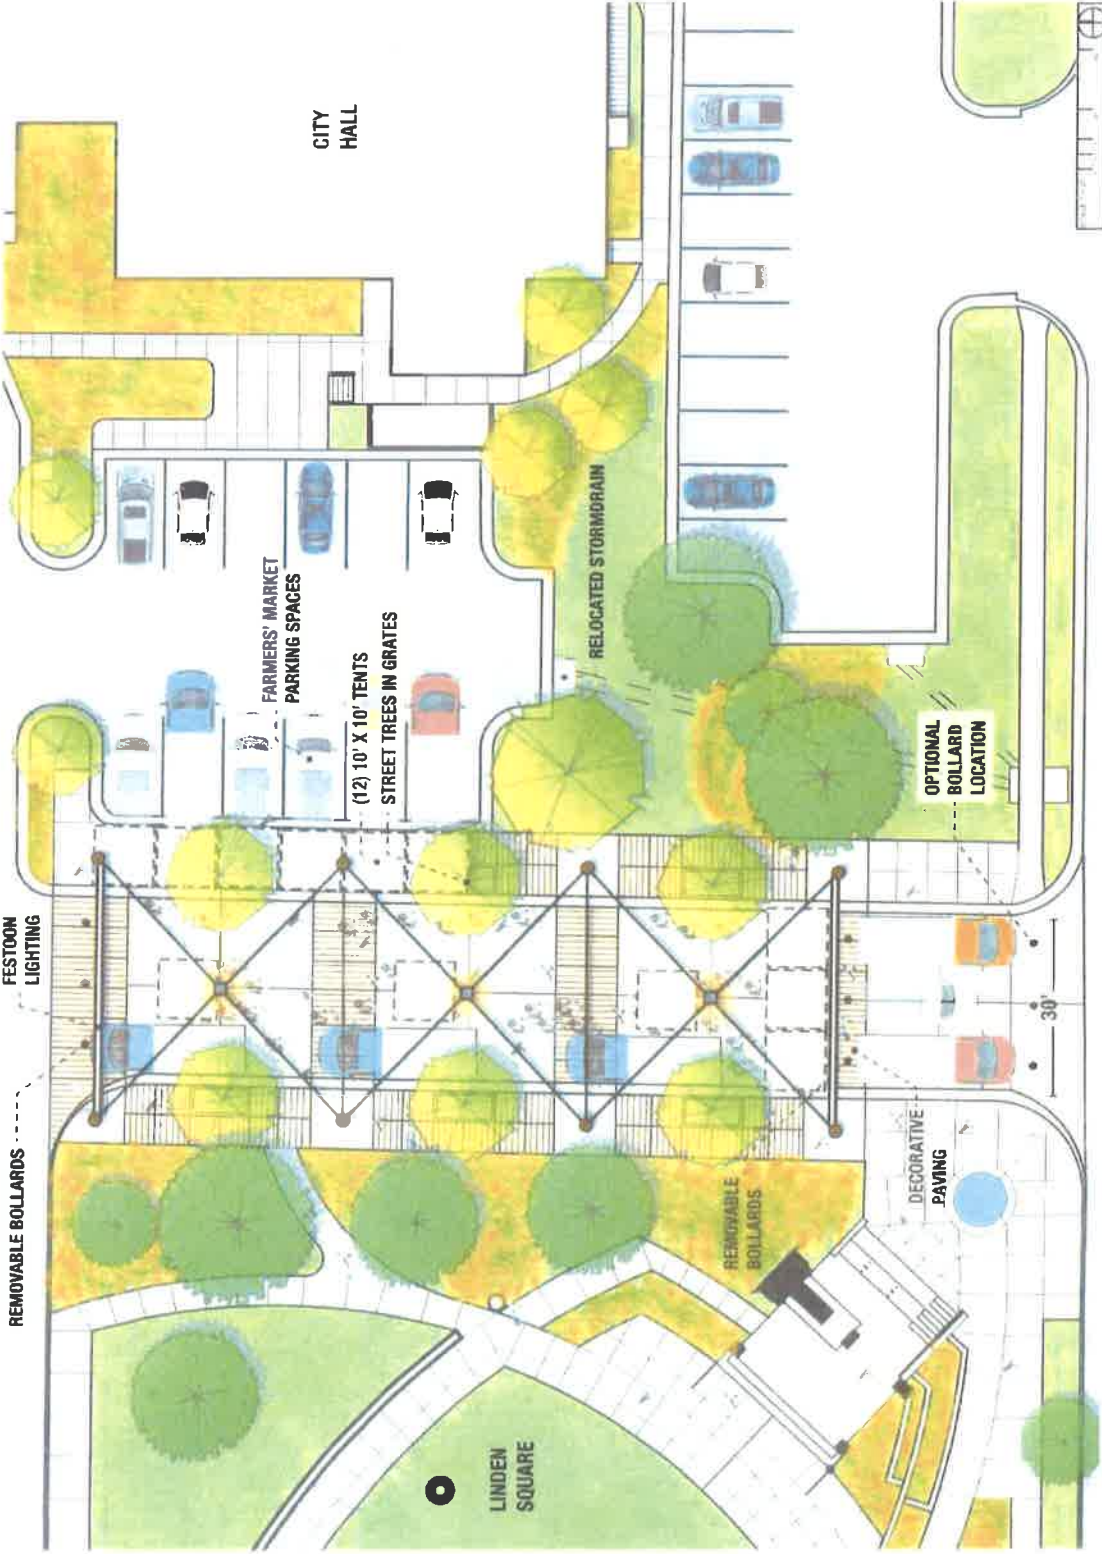 REMOVABLE BOLLARDS
FESTOON
LIGHTING
FARMERS' MARKET
PARKING SPACES
(12) 10' X 10' TENTS
STREET TREES IN GRATES
CITY
HALL
RELOCATED STORMDRAIN
OPTIONAL
BOLLARD
LOCATION
LINDEN
SQUARE
REMOVABLE
BOLLARDS
DECORATIVE
PAVING
30'